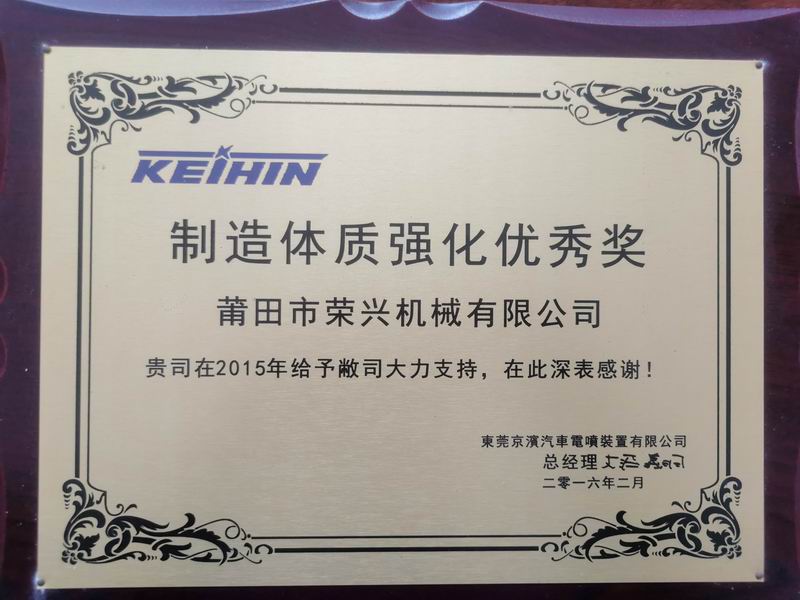 KEIHIN
制造体质强化优秀奖
莆田市荣兴机械有限公司
贵司在2015年给予敝司大力支持，在此深表感谢！
東莞京濱汽車電噴裝置有限公司
总经理
二零一六年二月